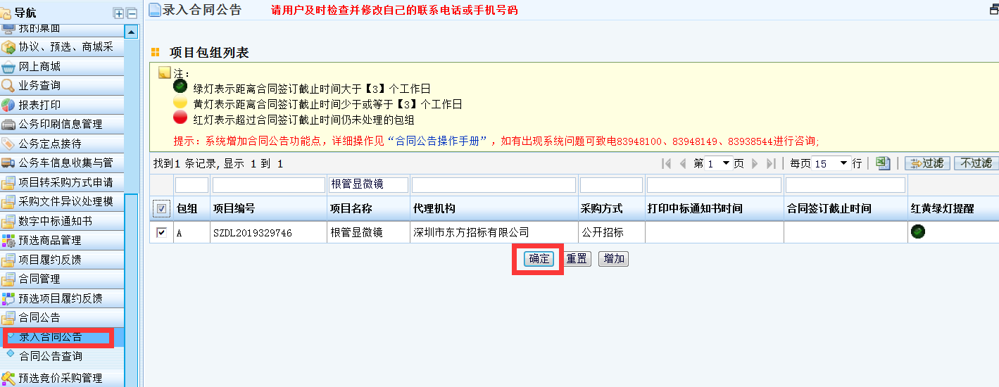 导航
我的桌面
协议、预选、商城采
网上商城
业务查询
报表打印
公务印刷信息管理
公务定点接待
公务车信息收集与管
项目转采购方式申请
采购文件异议处理模
数字中标通知书
预选商品管理
项目履约反馈
合同管理
预选项目履约反馈
合同公告
录入合同公告
合同公告查询
预选竞价采购管理
录入合同公告 请用户及时检查并修改自己的联系电话或手机号码
项目包组列表
注:
绿灯表示距离合同签订截止时间大于【3】个工作日
黄灯表示距离合同签订截止时间少于或等于【3】个工作日
红灯表示超过合同签订截止时间仍未处理的包组
提示:系统增加合同公告功能点,详细操作见“合同公告操作手册”,如有出现系统问题可致电83948100、83948149、83938544进行咨询;
找到1 条记录, 显示 1 到 1 第 1 页 每页 15 行 过滤 不过滤
根管显微镜
包组 项目编号 项目名称 代理机构 采购方式 打印中标通知书时间 合同签订截止时间 红黄绿灯提醒
A SZDL2019329746 根管显微镜 深圳市东方招标有限公司 公开招标
确定 重置 增加